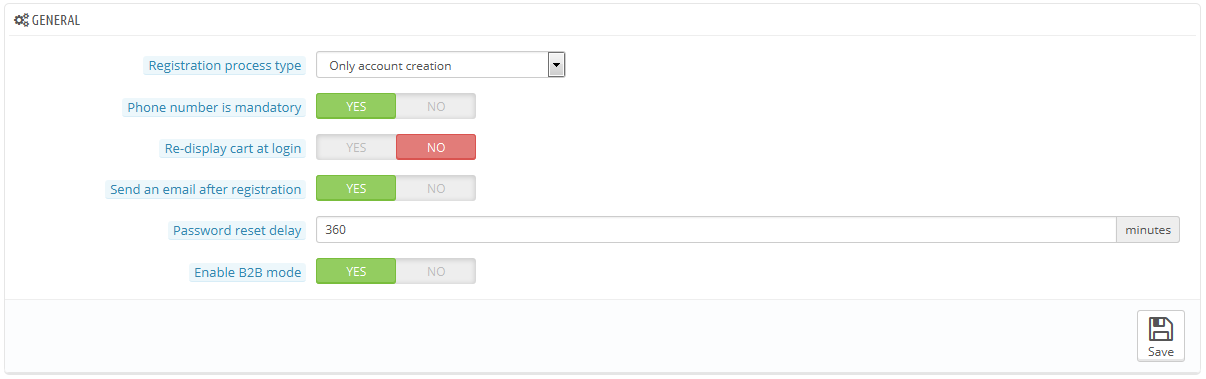 GENERAL
Registration process type Only account creation
Phone number is mandatory YES NO
Re-display cart at login YES NO
Send an email after registration YES NO
Password reset delay 360 minutes
Enable B2B mode YES NO
Save